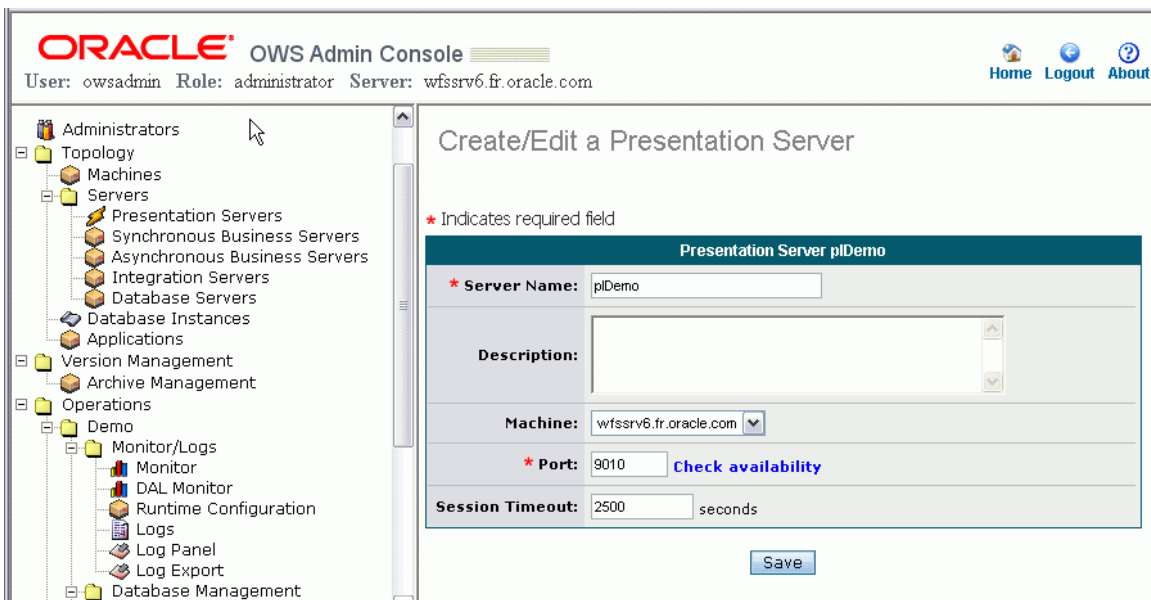 ORACLE OWS Admin Console
User: owsadmin Role: administrator Server: wfssrv6.fr.oracle.com
Home Logout About
Administrators
Topology
Machines
Servers
Presentation Servers
Synchronous Business Servers
Asynchronous Business Servers
Integration Servers
Database Servers
Database Instances
Applications
Version Management
Archive Management
Operations
Demo
Monitor/Logs
Monitor
DAL Monitor
Runtime Configuration
Logs
Log Panel
Log Export
Database Management
Create/Edit a Presentation Server
* Indicates required field
Presentation Server plDemo
* Server Name: plDemo
Description:
Machine: wfssrv6.fr.oracle.com
* Port: 9010 Check availability
Session Timeout: 2500 seconds
Save